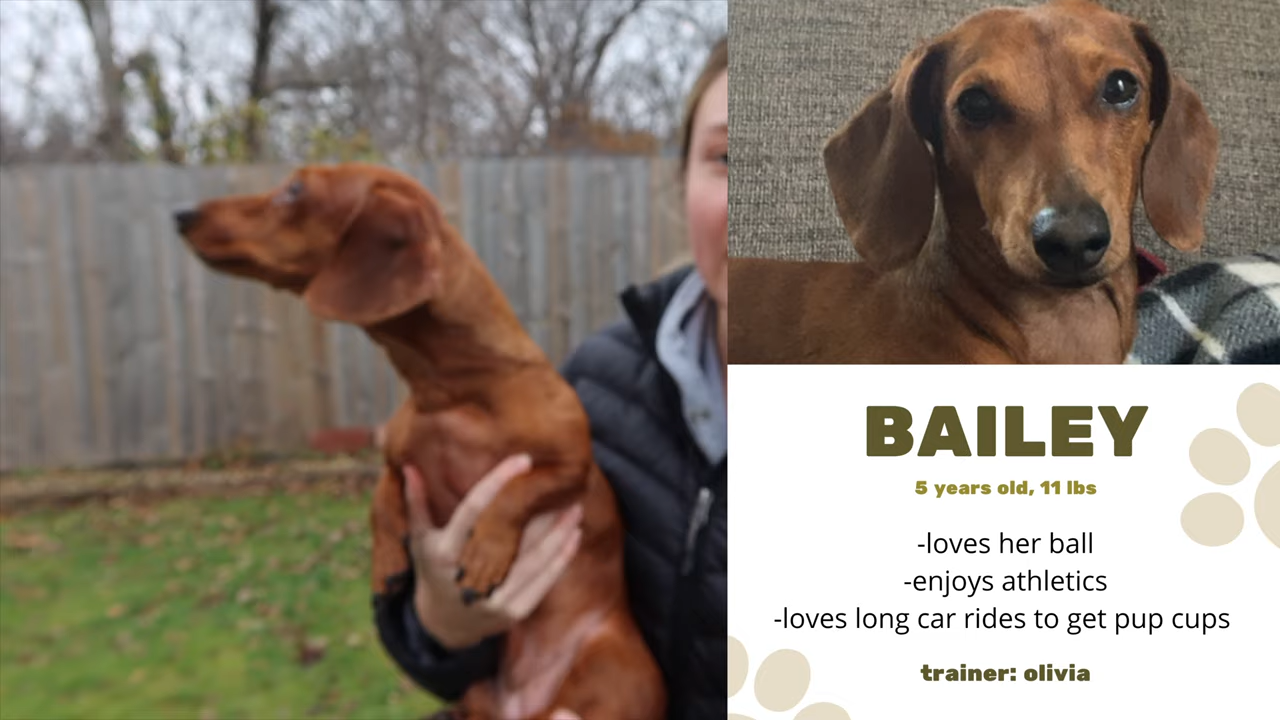 BAILEY
5 years old, 11 lbs
-loves her ball
-enjoys athletics
-loves long car rides to get pup cups
trainer: olivia